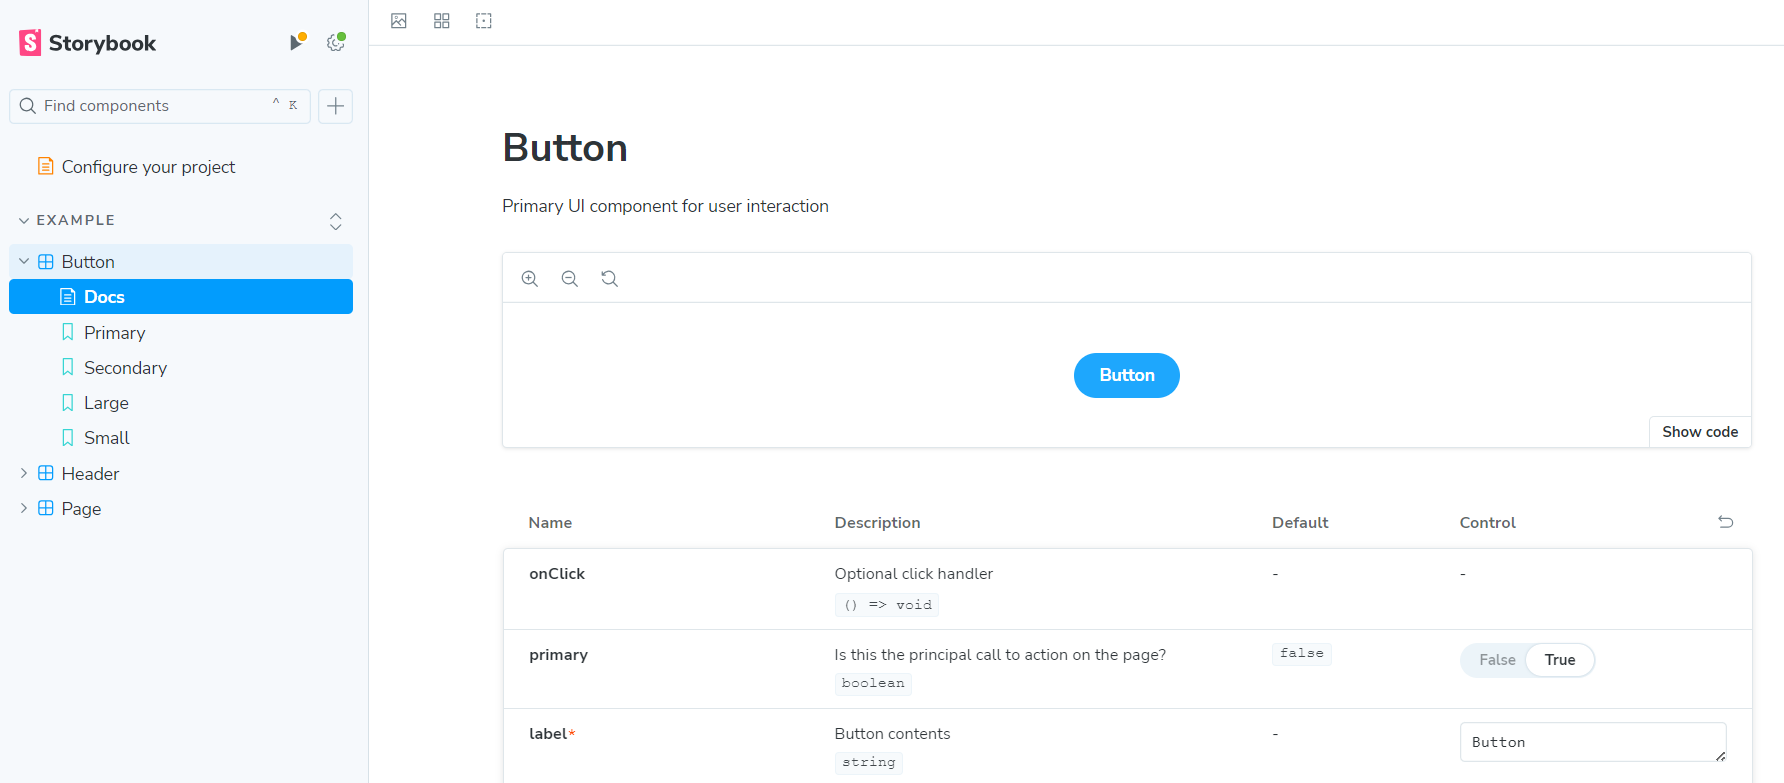 Storybook
Find components
^ K
Configure your project
EXAMPLE
Button
Docs
Primary
Secondary
Large
Small
Header
Page
Button
Primary UI component for user interaction
Button
Show code
Name Description Default Control
onClick Optional click handler - -
() => void
primary Is this the principal call to action on the page? false False True
boolean
label* Button contents - Button
string